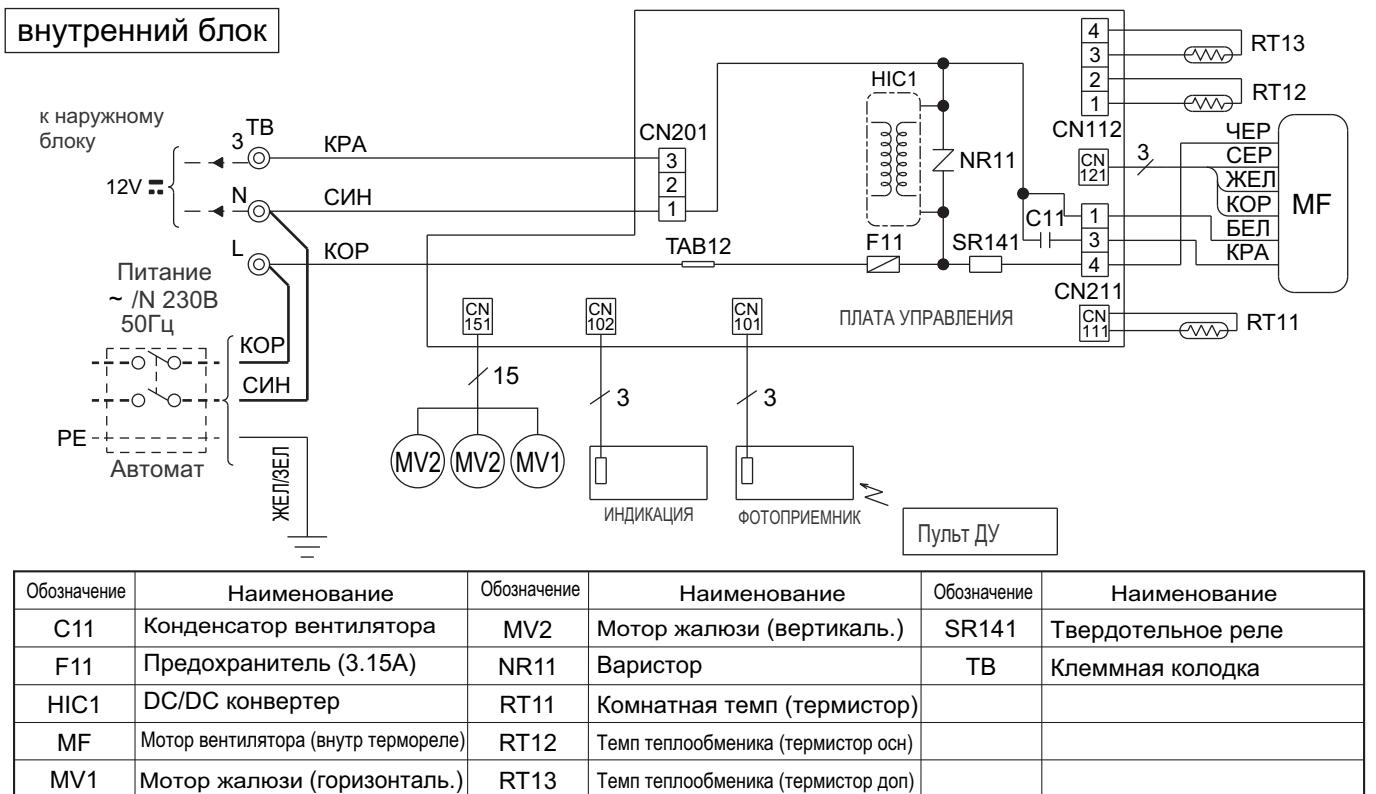 внутренний блок
к наружному
блоку
12V
3
TB
N
L
КРА
СИН
КОР
CN201
3
2
1
TAB12
HIC1
NR11
F11
SR141
C11
4
3
2
1
CN112
RT13
RT12
CN
121
3
ЧЕР
СЕР
ЖЕЛ
КОР
БЕЛ
КРА
MF
1
3
4
CN211
CN
111
RT11
ПЛАТА УПРАВЛЕНИЯ
Питание
~ /N 230В
50Гц
КОР
СИН
PE
Автомат
ЖЕЛ/ЗЕЛ
CN
151
15
MV2
MV2
MV1
CN
102
3
ИНДИКАЦИЯ
CN
101
3
ФОТОПРИЕМНИК
Пульт ДУ
Обозначение Наименование Обозначение Наименование Обозначение Наименование
C11 Конденсатор вентилятора MV2 Мотор жалюзи (вертикаль.) SR141 Твердотельное реле
F11 Предохранитель (3.15А) NR11 Варистор TB Клеммная колодка
HIC1 DC/DC конвертер RT11 Комнатная темп (термистор)
MF Мотор вентилятора (внутр термореле) RT12 Темп теплообменика (термистор осн)
MV1 Мотор жалюзи (горизонталь.) RT13 Темп теплообменика (термистор доп)